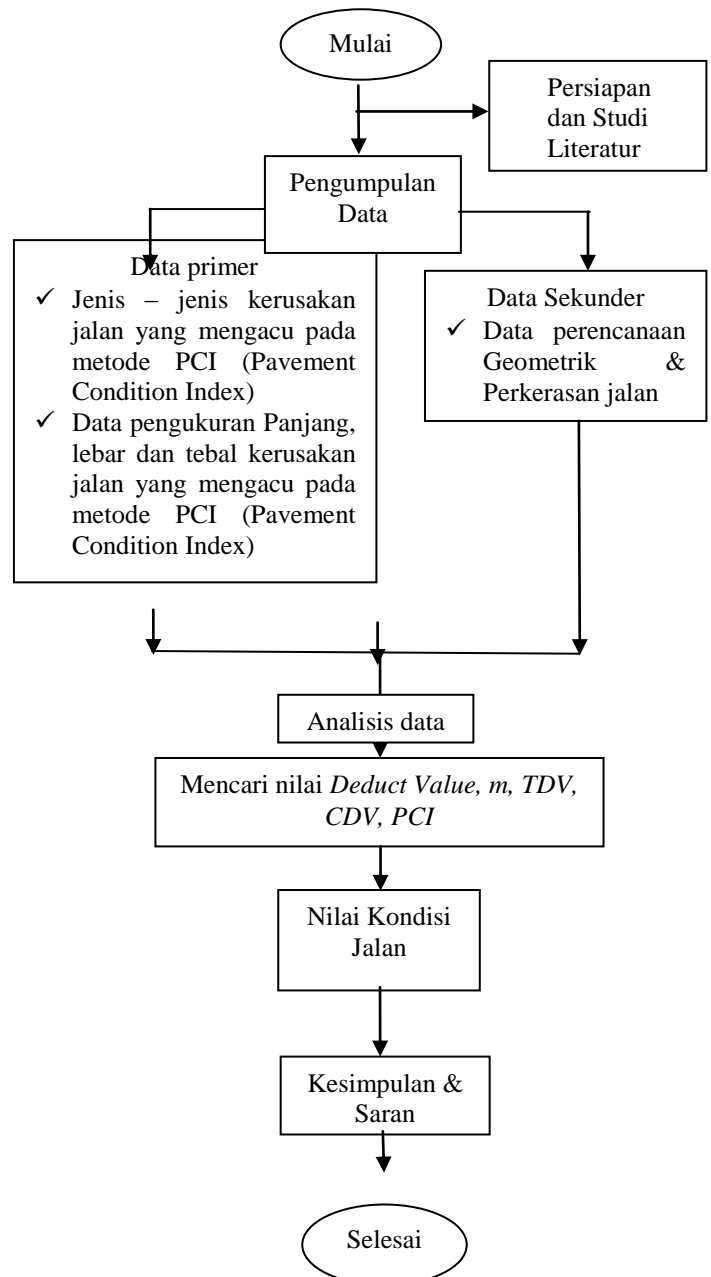 Mulai
Persiapan
dan Studi
Literatur
Pengumpulan
Data
Data primer
✓ Jenis – jenis kerusakan
jalan yang mengacu pada
metode PCI (Pavement
Condition Index)
✓ Data pengukuran Panjang,
lebar dan tebal kerusakan
jalan yang mengacu pada
metode PCI (Pavement
Condition Index)
Data Sekunder
✓ Data perencanaan
Geometrik &
Perkerasan jalan
Analisis data
Mencari nilai Deduct Value, m, TDV,
CDV, PCI
Nilai Kondisi
Jalan
Kesimpulan &
Saran
Selesai